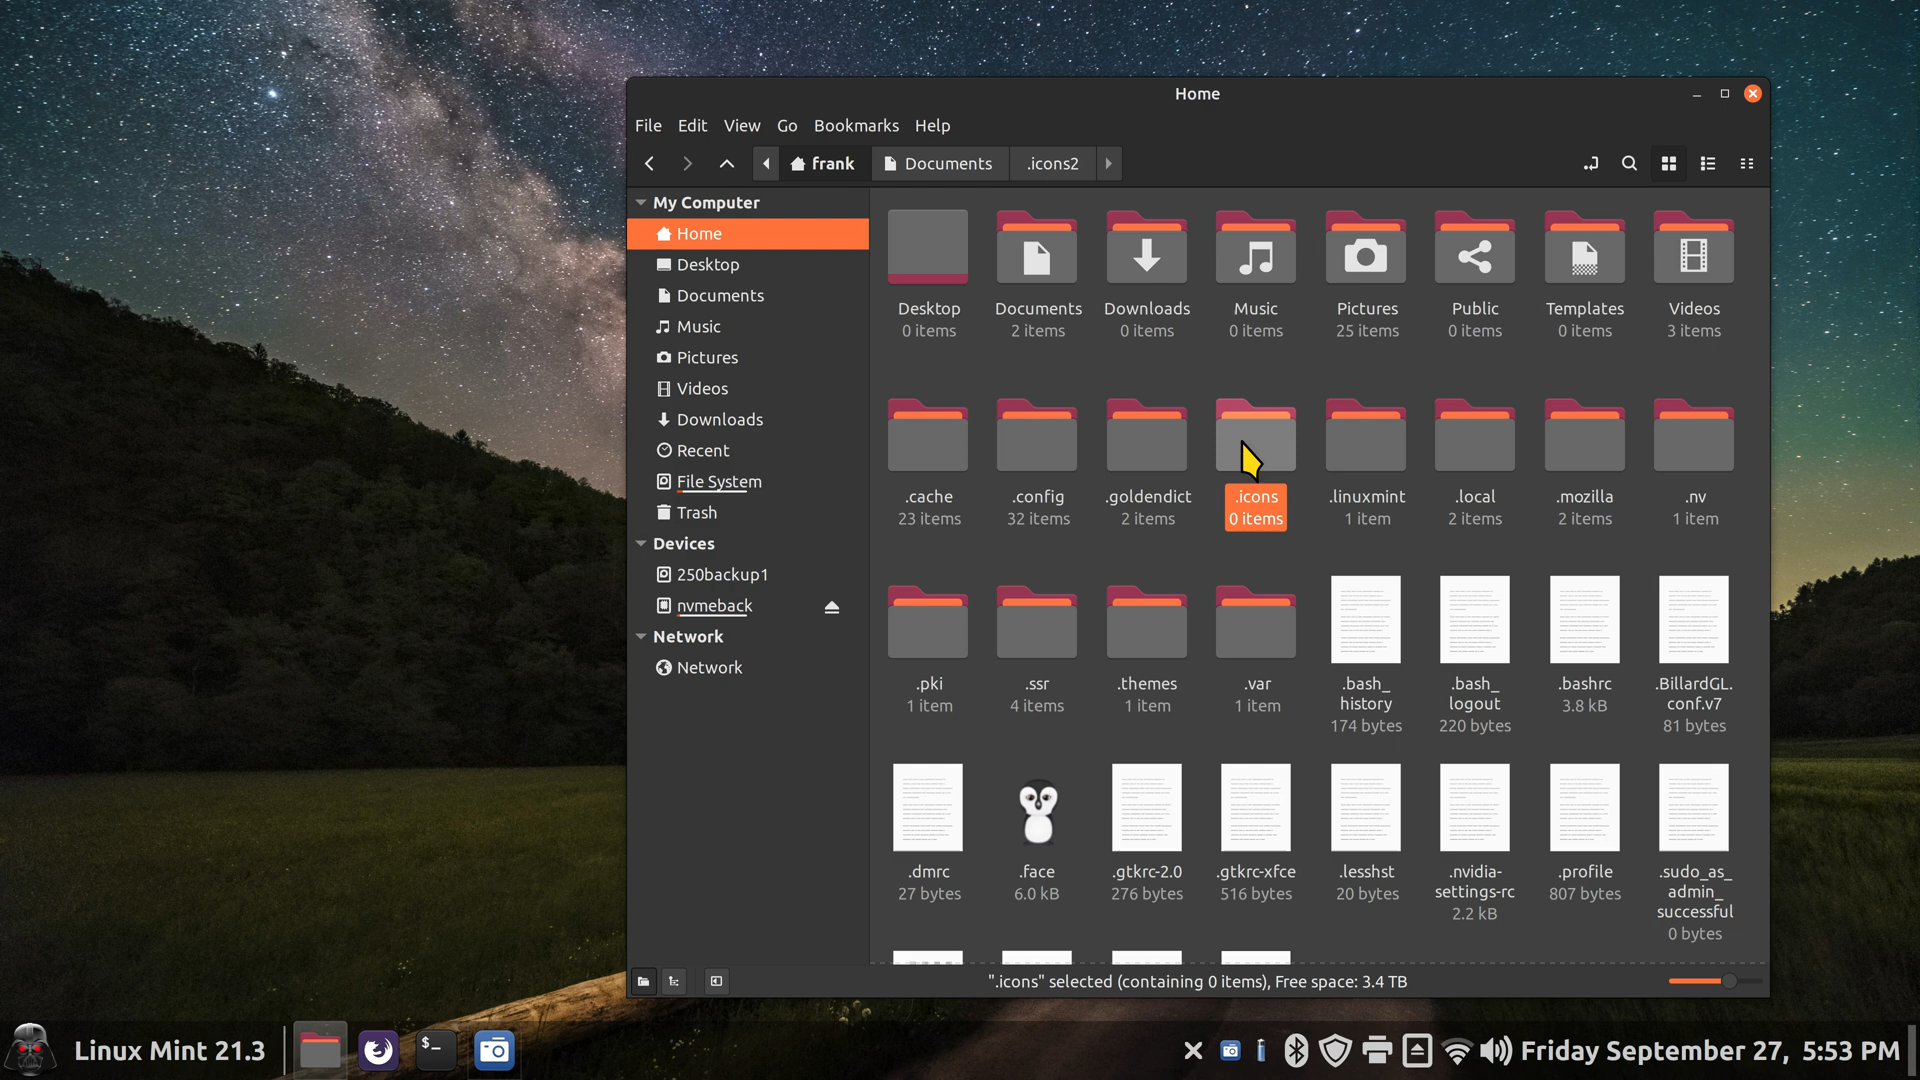 Home
File Edit View Go Bookmarks Help
frank Documents .icons2
My Computer
Home
Desktop
Documents
Music
Pictures
Videos
Downloads
Recent
File System
Trash
Devices
250backup1
nvmeback
Network
Network
Desktop Documents Downloads Music Pictures Public Templates Videos
0 items 2 items 0 items 0 items 25 items 0 items 0 items 3 items
.cache .config .goldendict .icons .linuxmint .local .mozilla .nv
23 items 32 items 2 items 0 items 1 item 2 items 2 items 1 item
.pki .ssr .themes .var .bash_ .bash_ .bashrc .BillardGL.
1 item 4 items 1 item 1 item history logout 3.8 kB conf.v7
174 bytes 220 bytes 81 bytes
.dmrc .face .gtkrc-2.0 .gtkrc-xfce .lesshst .nvidia- .profile .sudo_as_
27 bytes 6.0 kB 276 bytes 516 bytes 20 bytes settings-rc 807 bytes admin_
2.2 kB successful
0 bytes
".icons" selected (containing 0 items), Free space: 3.4 TB
Linux Mint 21.3 $_ Friday September 27, 5:53 PM